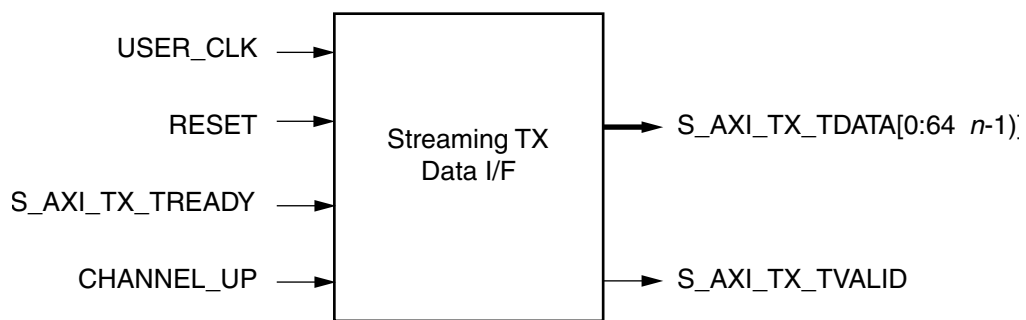 USER_CLK
RESET
S_AXI_TX_TREADY
CHANNEL_UP
Streaming TX
Data I/F
S_AXI_TX_TDATA[0:64 n-1)]
S_AXI_TX_TVALID